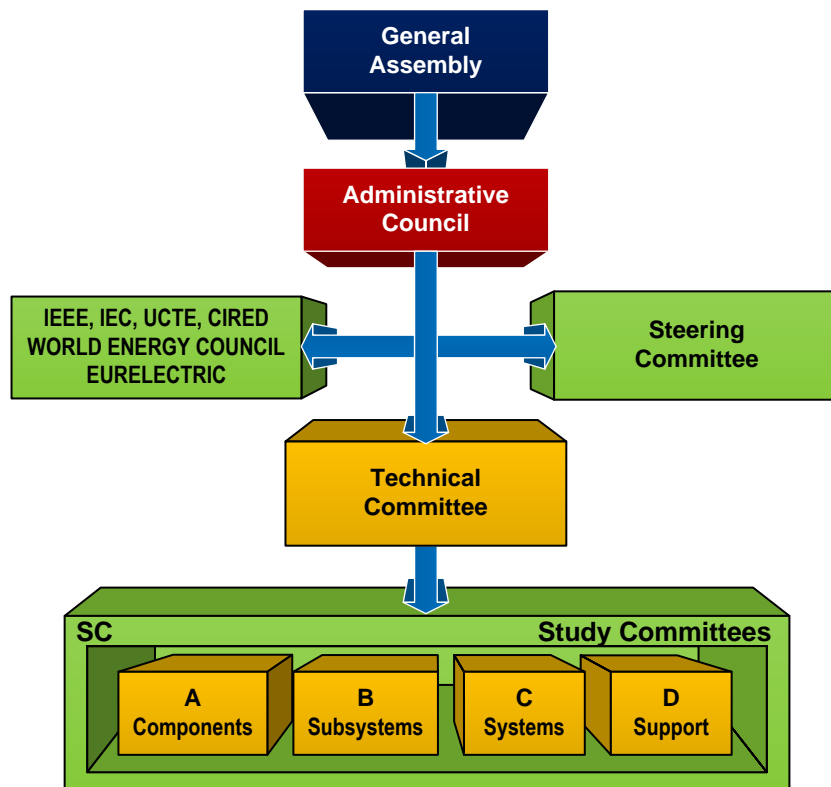 General
Assembly
Administrative
Council
IEEE, IEC, UCTE, CIRED
WORLD ENERGY COUNCIL
EURELECTRIC
Steering
Committee
Technical
Committee
SC
Study Committees
A
Components
B
Subsystems
C
Systems
D
Support